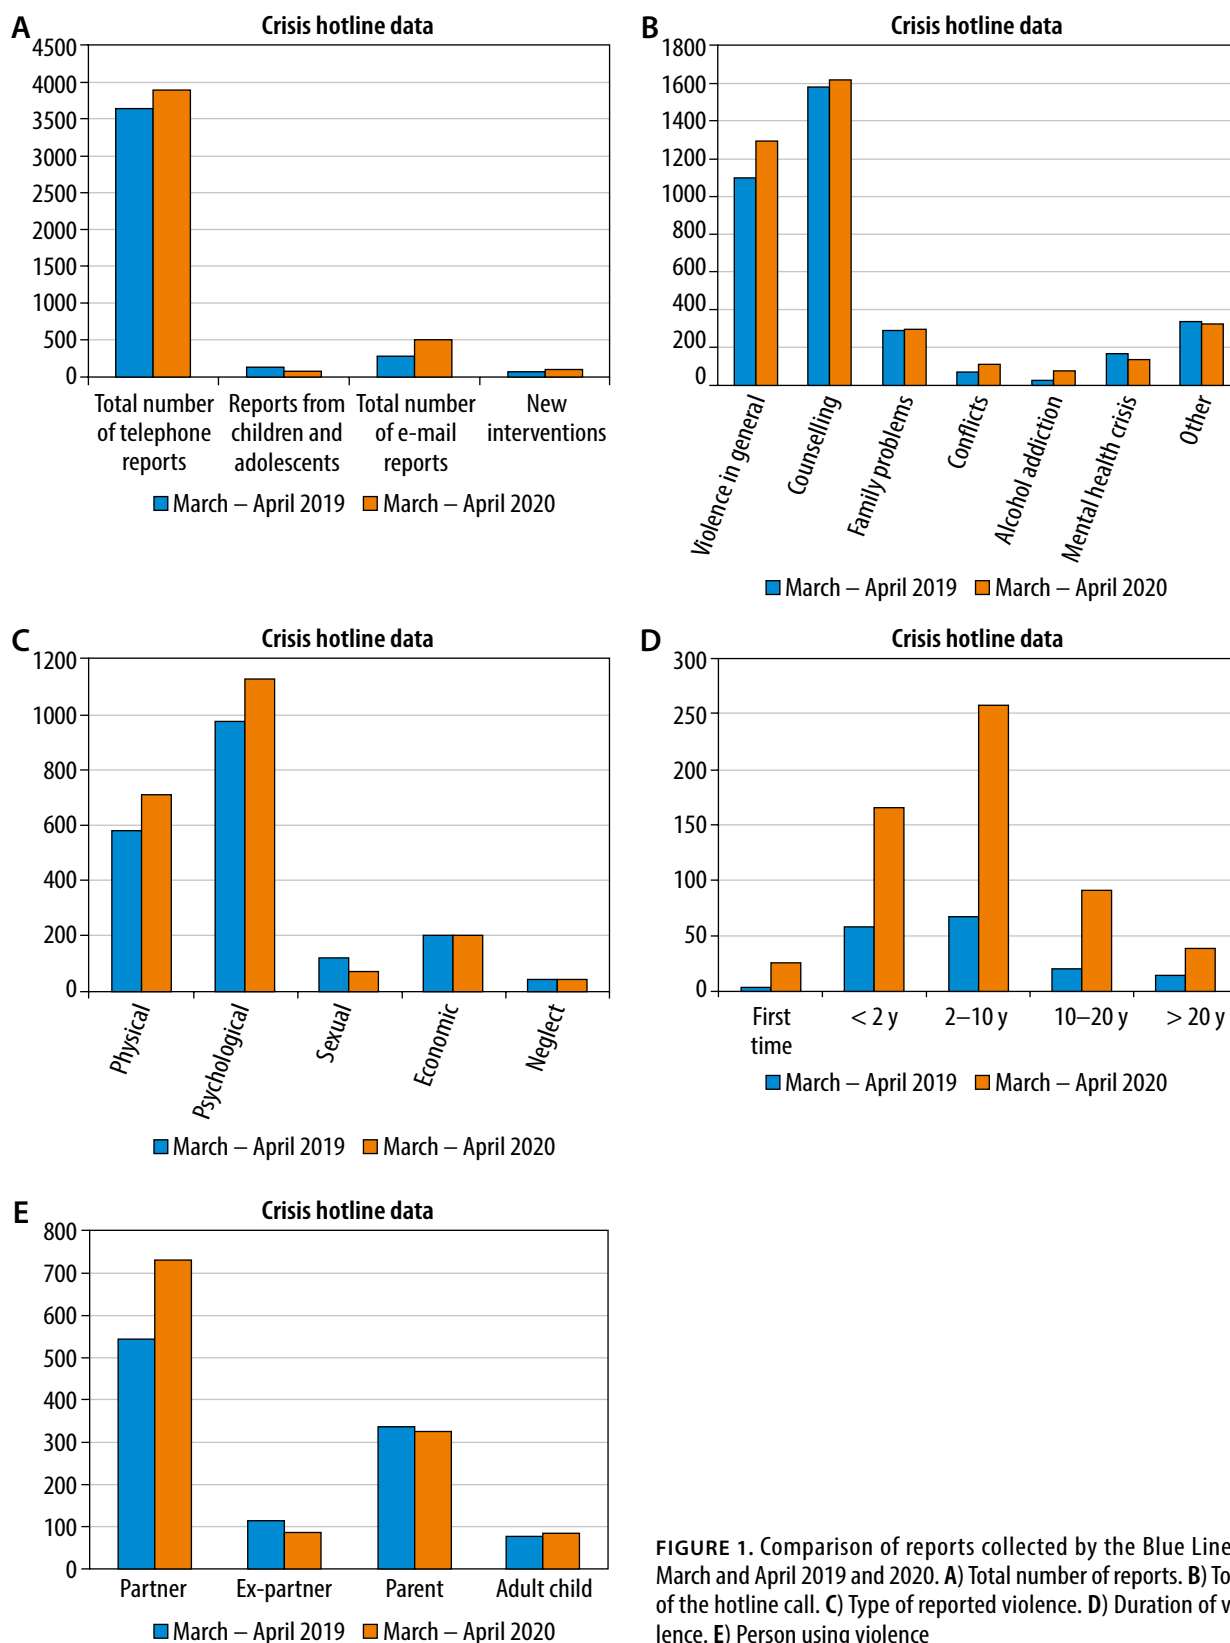 A
Crisis hotline data
4500
4000
3500
3000
2500
2000
1500
1000
500
0
Total number
of telephone
reports
Reports from
children and
adolescents
Total number
of e-mail
reports
New
interventions
March – April 2019 March – April 2020
B
Crisis hotline data
1800
1600
1400
1200
1000
800
600
400
200
0
Violence in general
Counselling
Family problems
Conflicts
Alcohol addiction
Mental health crisis
Other
March – April 2019 March – April 2020
C
Crisis hotline data
1200
1000
800
600
400
200
0
Physical
Psychological
Sexual
Economic
Neglect
March – April 2019 March – April 2020
D
Crisis hotline data
300
250
200
150
100
50
0
First
time
< 2 y
2–10 y
10–20 y
> 20 y
March – April 2019 March – April 2020
E
Crisis hotline data
800
700
600
500
400
300
200
100
0
Partner
Ex-partner
Parent
Adult child
March – April 2019 March – April 2020
FIGURE 1. Comparison of reports collected by the Blue Line
March and April 2019 and 2020. A) Total number of reports. B) To
of the hotline call. C) Type of reported violence. D) Duration of v
lence. E) Person using violence